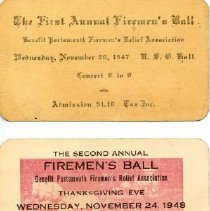 The First Annual Firemen's Ball
Benefit Portsmouth Firemen's Relief Association
Wednesday, November 26, 1947 N. E. O. Hall
Concert 8 to 9
Admission $1.10 Tax Inc.
THE SECOND ANNUAL
FIREMEN'S BALL
Benefit Portsmouth Firemen's Relief Association
THANKSGIVING EVE
WEDNESDAY, NOVEMBER 24, 1948